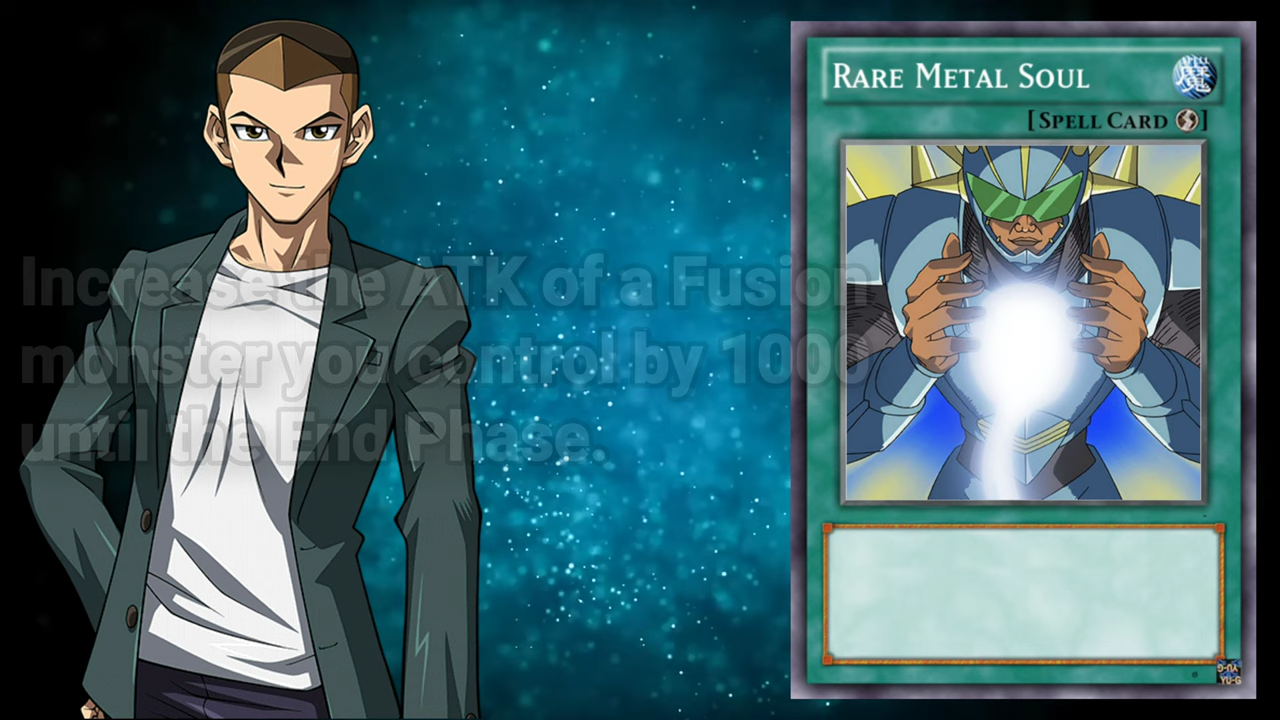 RARE METAL SOUL
魔
[SPELL CARD]
Increase the ATK of a Fusion
monster you control by 1000
until the End Phase.